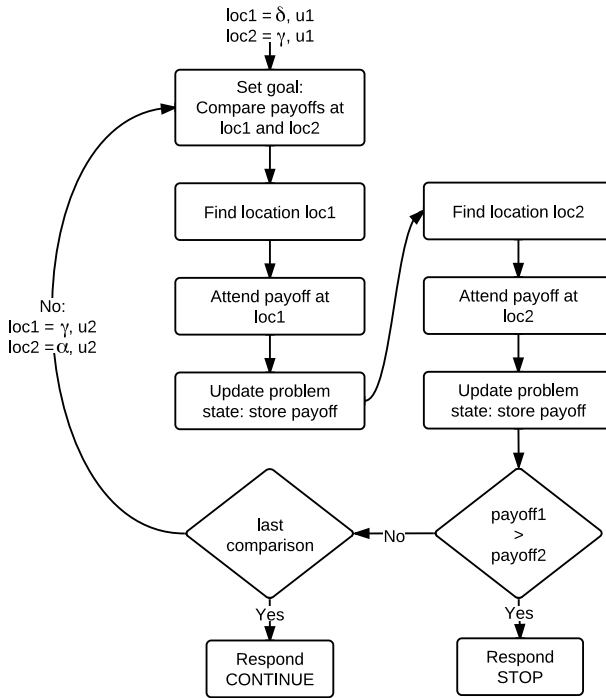 loc1 = δ, u1
loc2 = γ, u1
Set goal:
Compare payoffs at
loc1 and loc2
Find location loc1
Attend payoff at
loc1
Update problem
state: store payoff
Find location loc2
Attend payoff at
loc2
Update problem
state: store payoff
payoff1
>
payoff2
No
Yes
Respond
STOP
last
comparison
Yes
Respond
CONTINUE
No:
loc1 = γ, u2
loc2 =α, u2